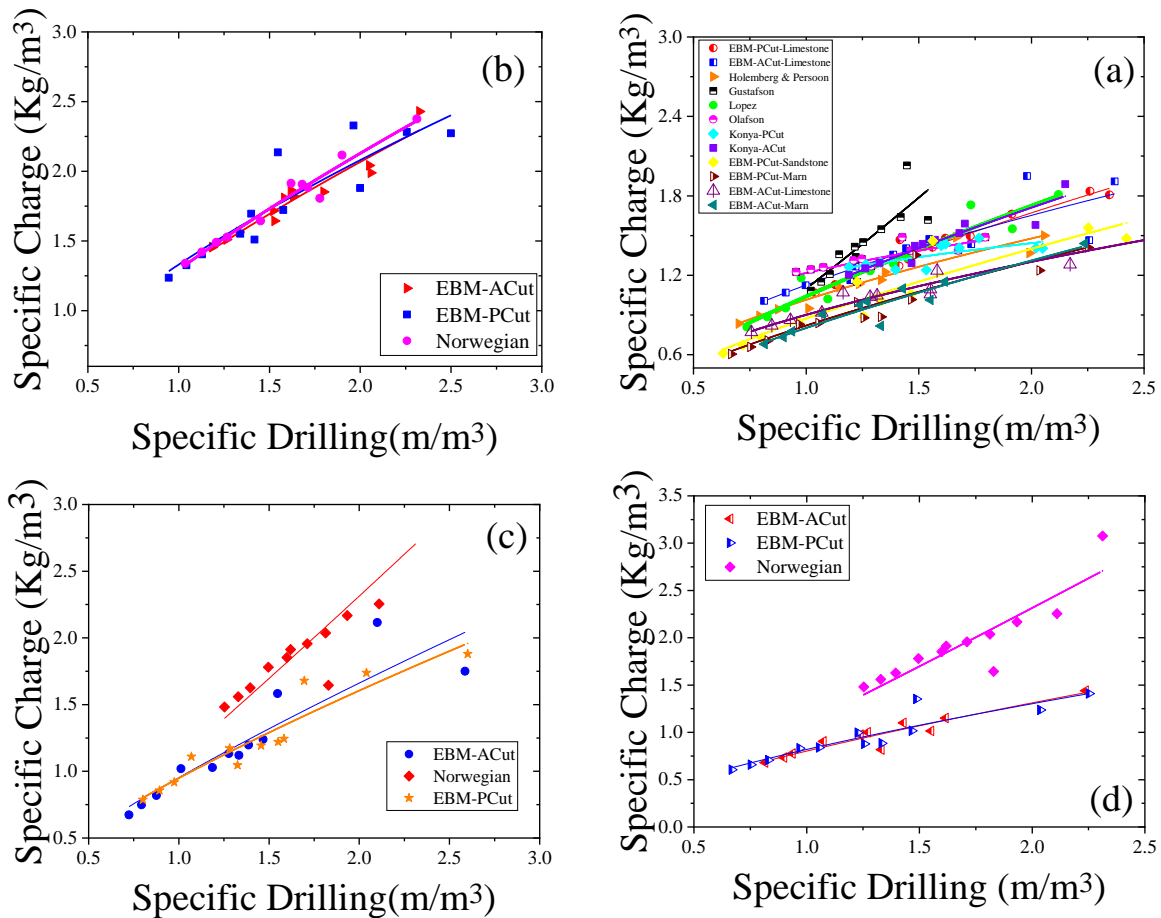 3.0
2.5
2.0
1.5
1.0
0.5
1.0
1.5
2.0
2.5
3.0
Specific Charge (Kg/m3)
Specific Drilling(m/m3)
(b)
EBM-ACut
EBM-PCut
Norwegian
3.0
2.4
1.8
1.2
0.6
0.5
1.0
1.5
2.0
2.5
Specific Charge (Kg/m3)
Specific Drilling(m/m3)
(a)
EBM-PCut-Limestone
EBM-ACut-Limestone
Holemberg & Persoon
Gustafson
Lopez
Olafson
Konya-PCut
Konya-ACut
EBM-PCut-Sandstone
EBM-PCut-Marn
EBM-ACut-Limestone
EBM-ACut-Marn
3.0
2.5
2.0
1.5
1.0
0.5
0.5
1.0
1.5
2.0
2.5
3.0
Specific Charge (Kg/m3)
Specific Drilling(m/m3)
(c)
EBM-ACut
Norwegian
EBM-PCut
3.5
3.0
2.5
2.0
1.5
1.0
0.5
0.0
0.5
1.0
1.5
2.0
2.5
Specific Charge (Kg/m3)
Specific Drilling (m/m3)
(d)
EBM-ACut
EBM-PCut
Norwegian